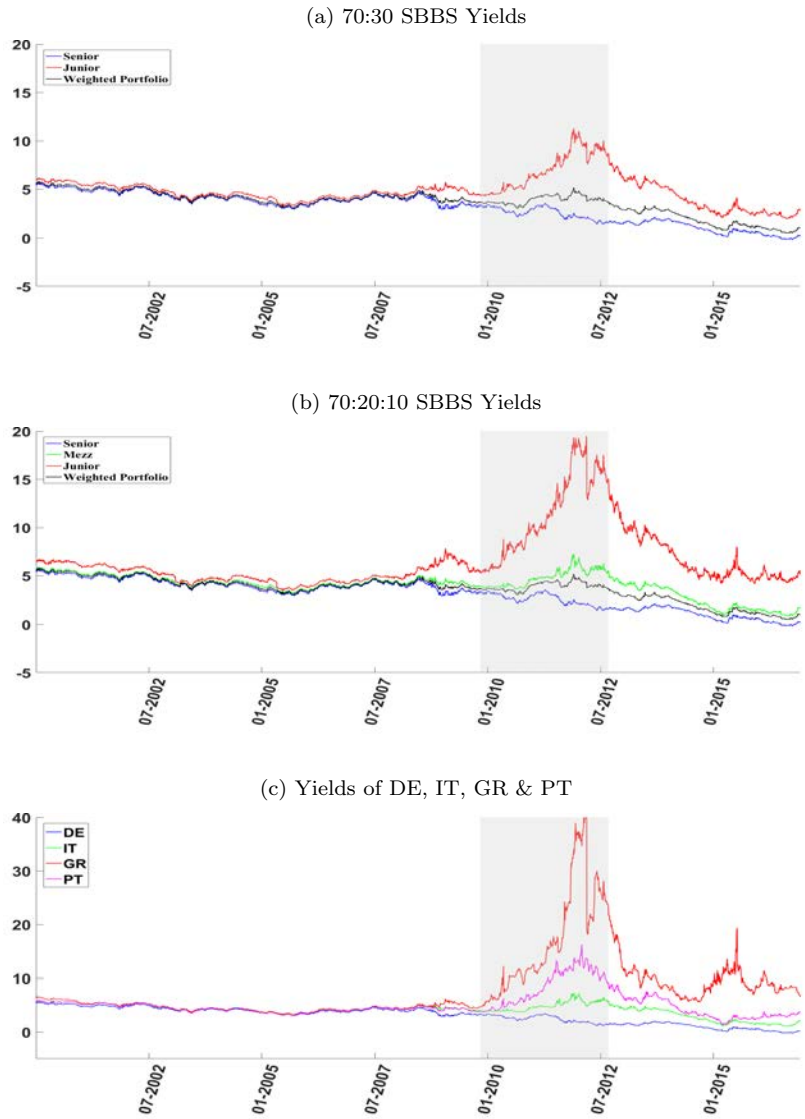 (a) 70:30 SBBS Yields
20
15
10
5
0
-5
Senior
Junior
Weighted Portfolio
07-2002
01-2005
07-2007
01-2010
07-2012
01-2015
(b) 70:20:10 SBBS Yields
20
15
10
5
0
-5
Senior
Mezz
Junior
Weighted Portfolio
07-2002
01-2005
07-2007
01-2010
07-2012
01-2015
(c) Yields of DE, IT, GR & PT
40
30
20
10
0
DE
IT
GR
PT
07-2002
01-2005
07-2007
01-2010
07-2012
01-2015